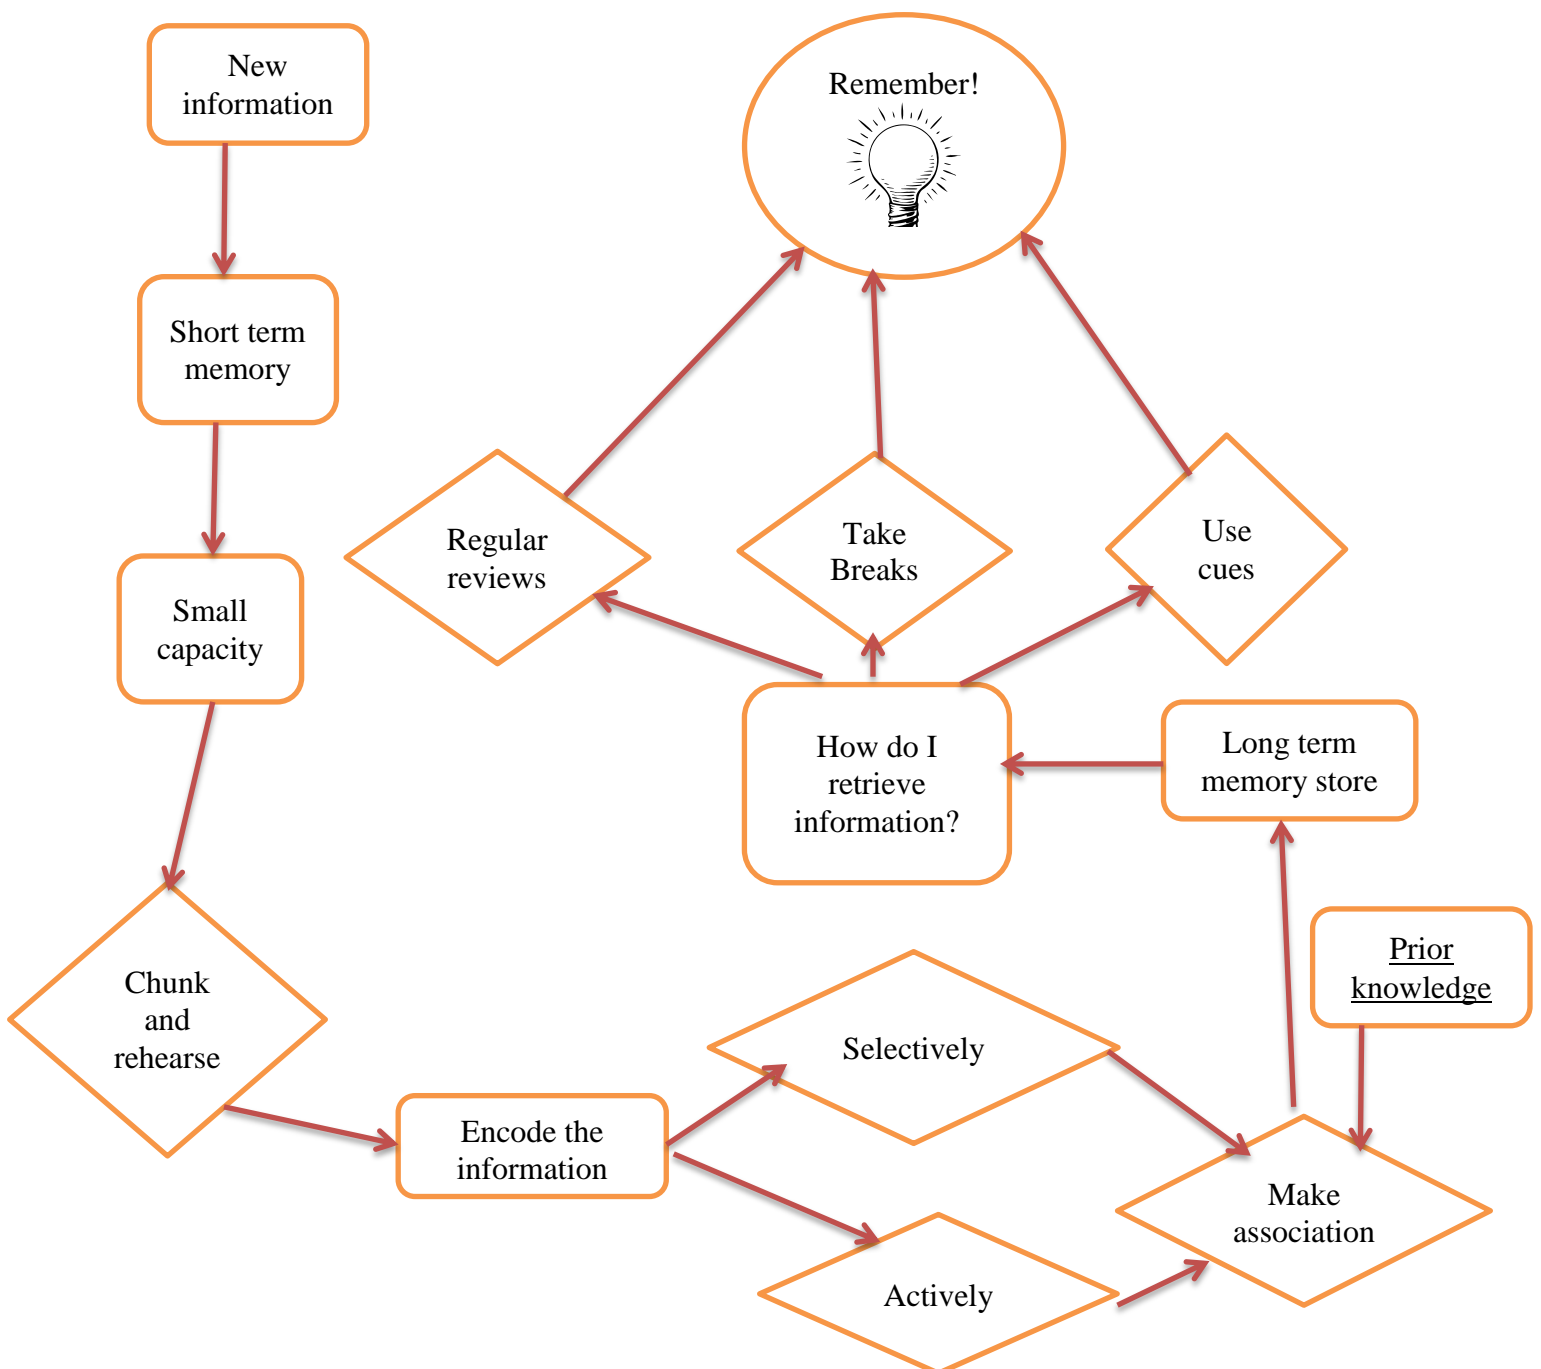 New
information
Short term
memory
Small
capacity
Chunk
and
rehearse
Encode the
information
Selectively
Actively
Prior
knowledge
Make
association
Long term
memory store
How do I
retrieve
information?
Regular
reviews
Take
Breaks
Use
cues
Remember!